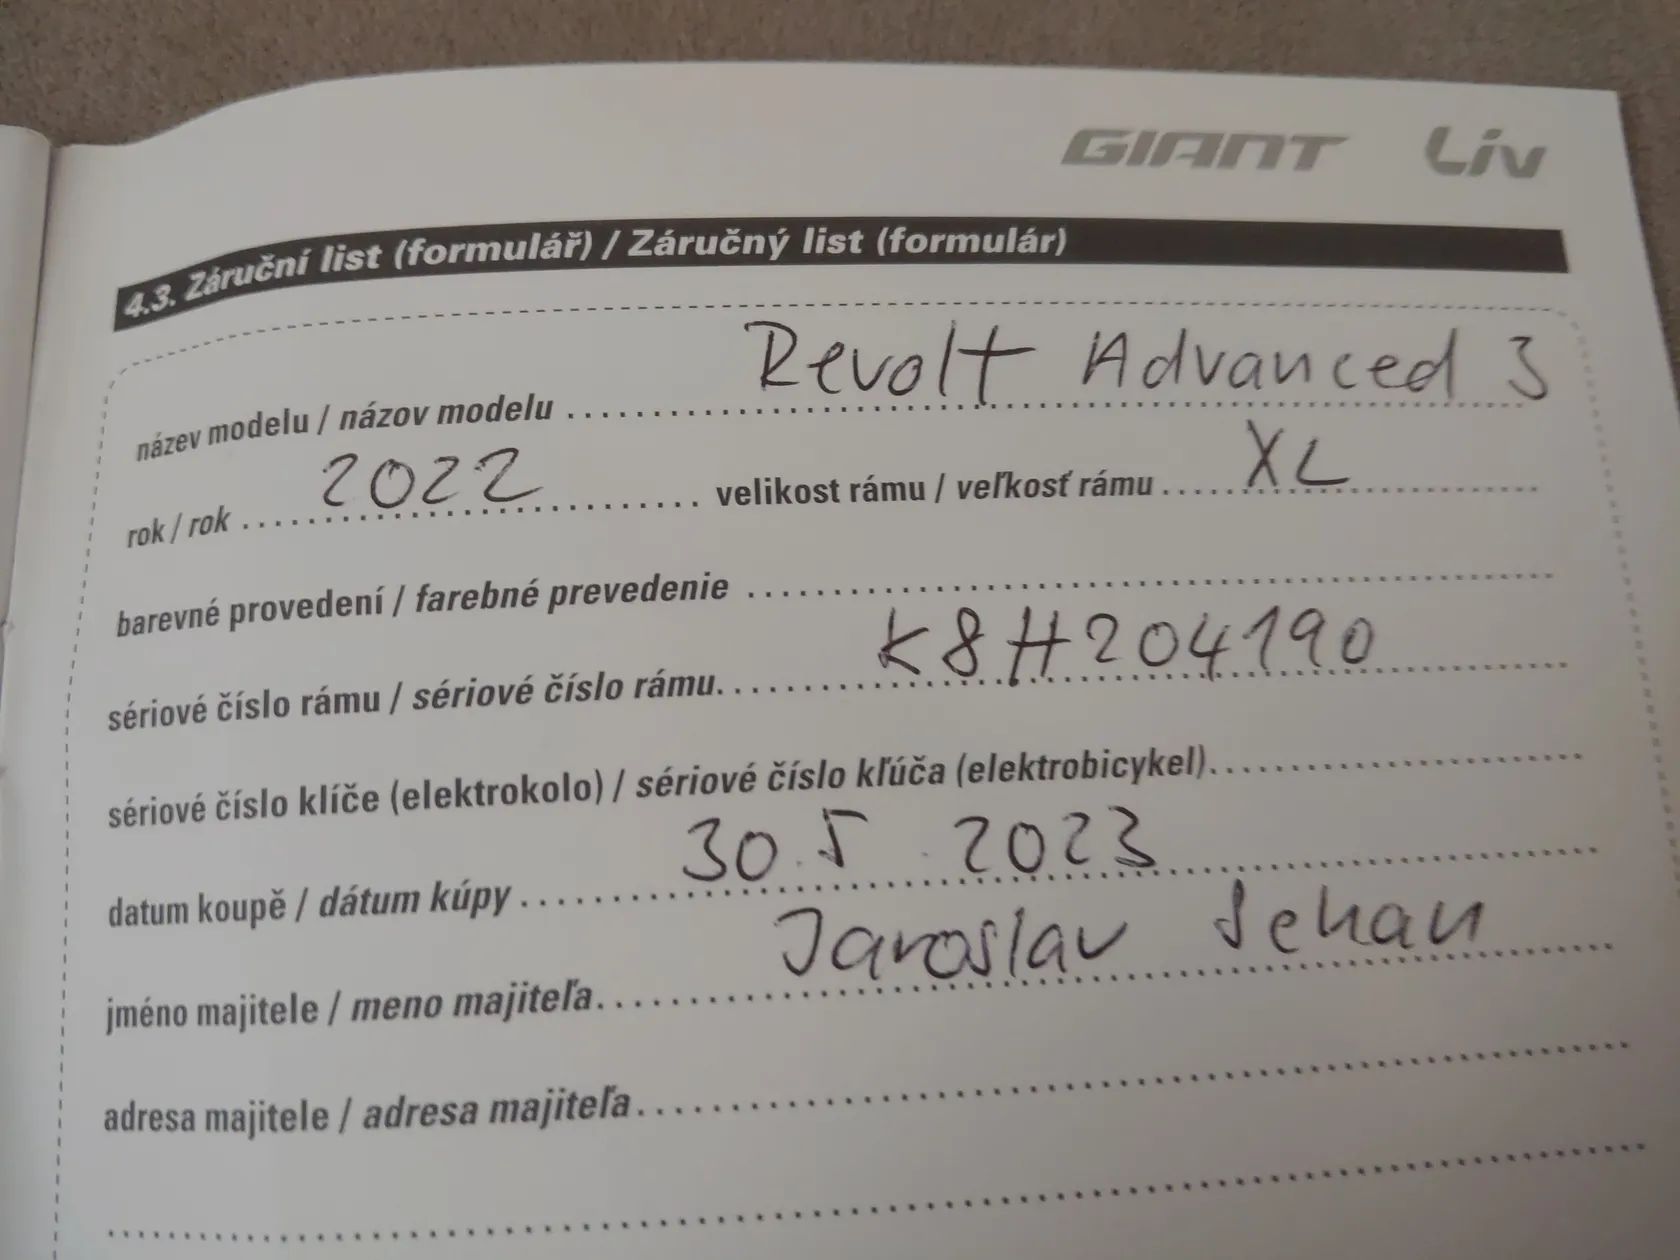 GIANT Liv
4.3. Záruční list (formulář) / Záručný list (formulár)
název modelu / názov modelu Revolt Advanced 3
rok / rok 2022 velikost rámu / veľkosť rámu XL
barevné provedení / farebné prevedenie
sériové číslo rámu / sériové číslo rámu K8H204190
sériové číslo klíče (elektrokolo) / sériové číslo kľúča (elektrobicykel)
datum koupě / dátum kúpy 30.5.2023
jméno majitele / meno majiteľa Jaroslav
adresa majitele / adresa majiteľa